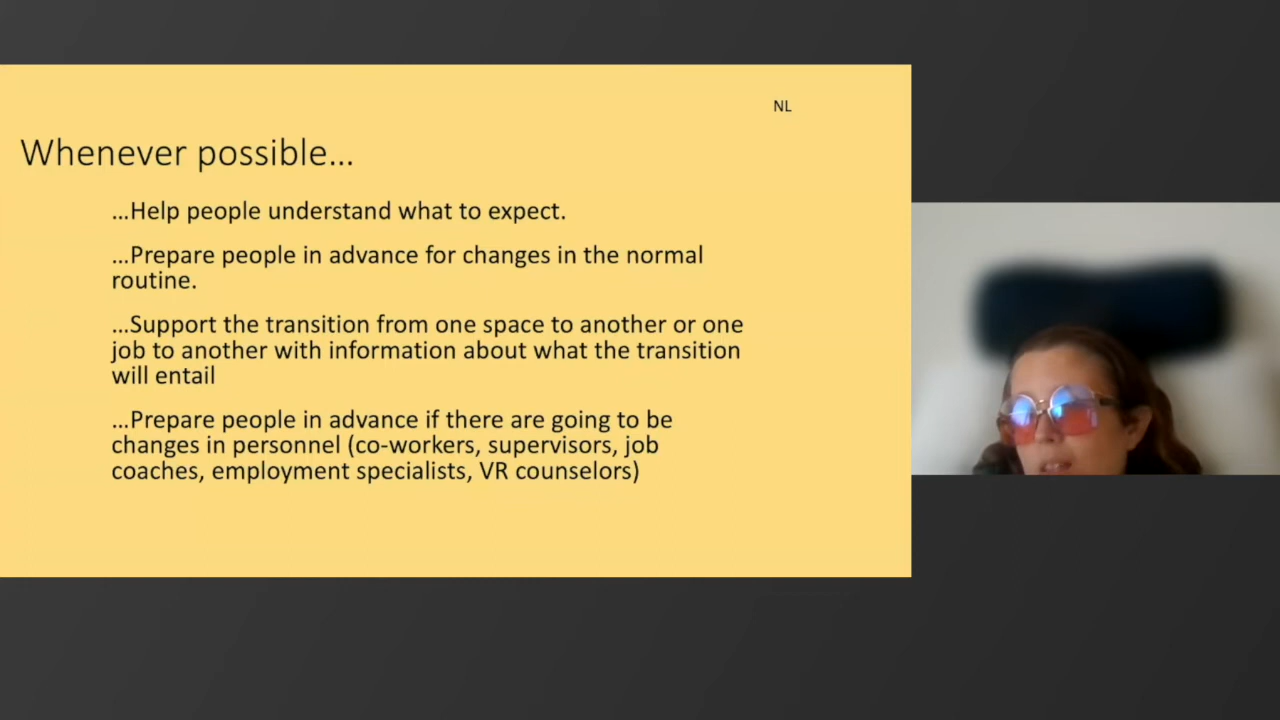 NL
Whenever possible...
...Help people understand what to expect.
...Prepare people in advance for changes in the normal
routine.
...Support the transition from one space to another or one
job to another with information about what the transition
will entail
...Prepare people in advance if there are going to be
changes in personnel (co-workers, supervisors, job
coaches, employment specialists, VR counselors)